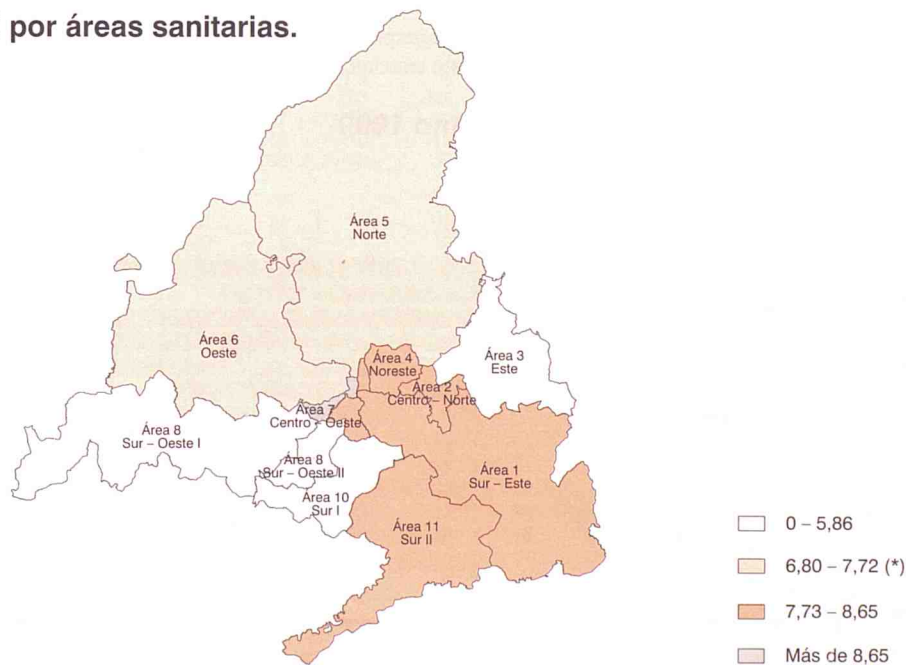 por áreas sanitarias.
Área 5
Norte
Área 6
Oeste
Área 3
Este
Área 4
Noreste
Área 2
Centro – Norte
Área 7
Centro – Oeste
Área 8
Sur – Oeste I
Área 8
Sur – Oeste II
Área 1
Sur – Este
Área 10
Sur I
Área 11
Sur II
0 – 5,86
6,80 – 7,72 (*)
7,73 – 8,65
Más de 8,65